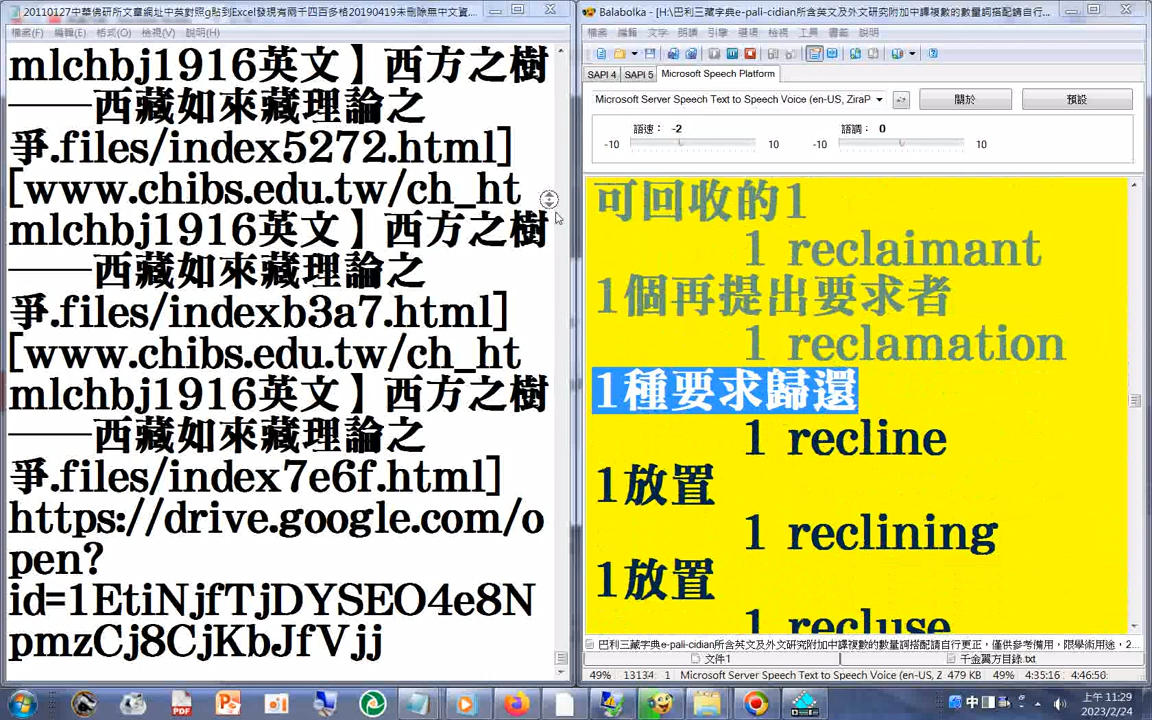 20110127中華佛研所文章網址中英對照g貼到Excel發現有兩千四百多格20190419未刪除無中文資...
檔案(F) 編輯(E) 格式(O) 檢視(V) 說明(H)
mlchbj1916英文】西方之樹
——西藏如來藏理論之
爭.files/index5272.html]
[www.chibs.edu.tw/ch_ht
mlchbj1916英文】西方之樹
——西藏如來藏理論之
爭.files/indexb3a7.html]
[www.chibs.edu.tw/ch_ht
mlchbj1916英文】西方之樹
——西藏如來藏理論之
爭.files/index7e6f.html]
https://drive.google.com/o
pen?
id=1EtiNjfTjDYSEO4e8N
pmzCj8CjKbJfVjj
Balabolka - [H:\巴利三藏字典e-pali-cidian所含英文及外文研究附加中譯複數的數量詞搭配請自行...
檔案 編輯 文字 朗讀 引擎 選項 檢視 工具 書籤 說明
SAPI 4 SAPI 5 Microsoft Speech Platform
Microsoft Server Speech Text to Speech Voice (en-US, ZiraP
關於 預設
語速： -2 語調： 0
-10 10 -10 10
可回收的1
1 reclaimant
1個再提出要求者
1 reclamation
1種要求歸還
1 recline
1放置
1 reclining
1放置
1 recluse
巴利三藏字典e-pali-cidian所含英文及外文研究附加中譯複數的數量詞搭配請自行更正，僅供參考備用，限學術用途，2...
文件1 千金翼方目錄.txt
49% 13134: 1 Microsoft Server Speech Text to Speech Voice (en-US, Z 479 KB 49% 4:35:16 4:46:50
中
上午 11:29
2023/2/24